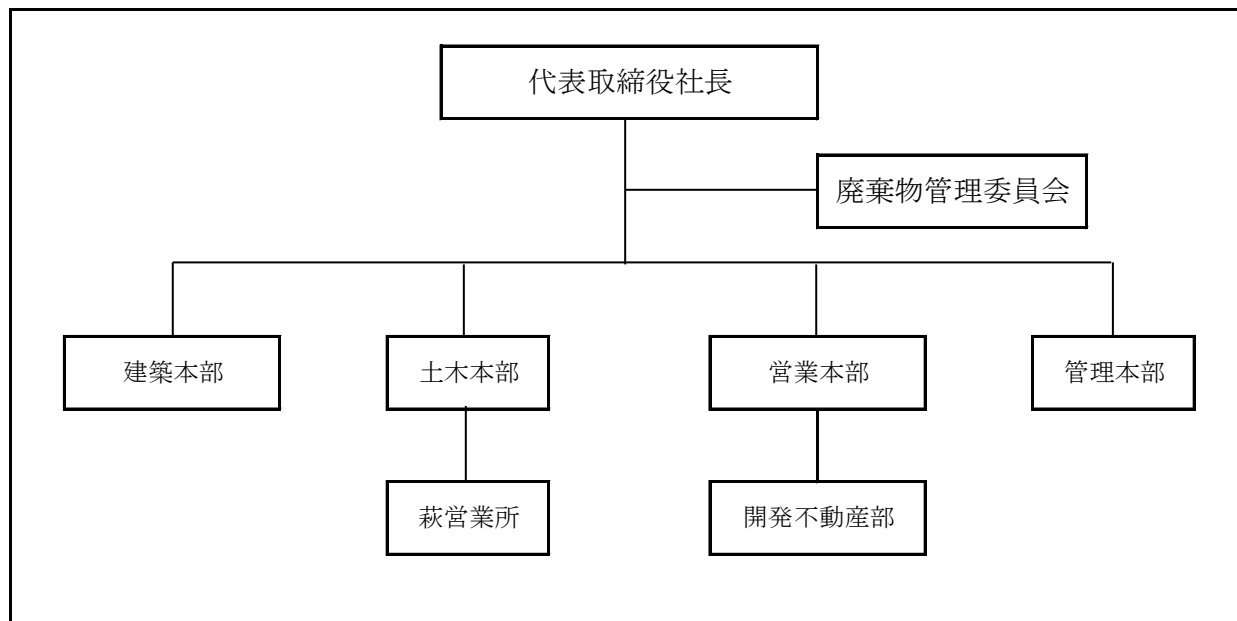 代表取締役社長
廃棄物管理委員会
建築本部
土木本部
営業本部
管理本部
萩営業所
開発不動産部